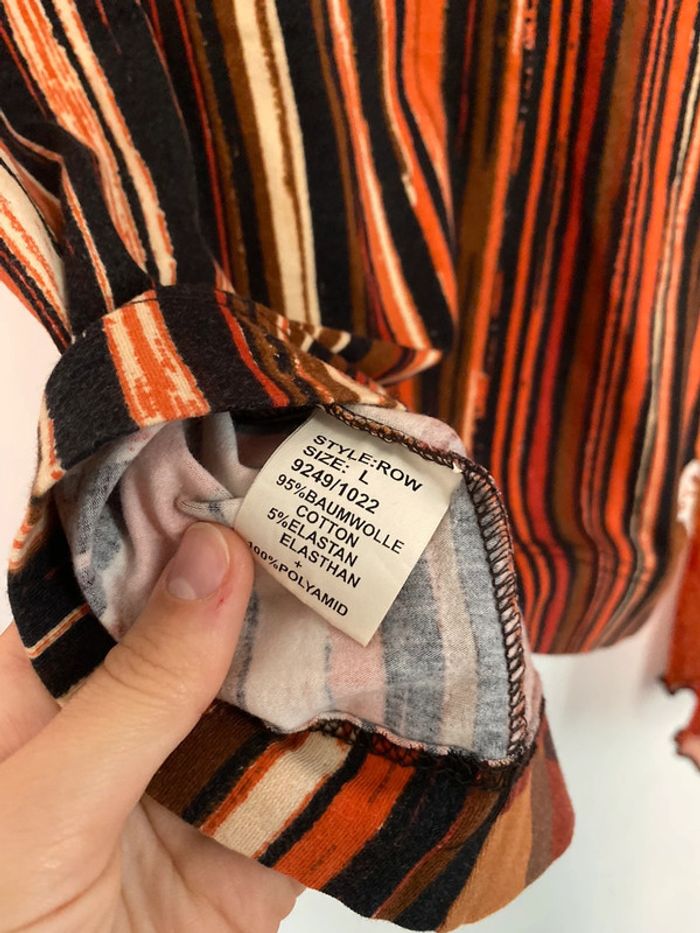 STYLE:ROW
SIZE: L
9249/1022
95%BAUMWOLLE
COTTON
5%ELASTAN
ELASTHAN
+
100%POLYAMID